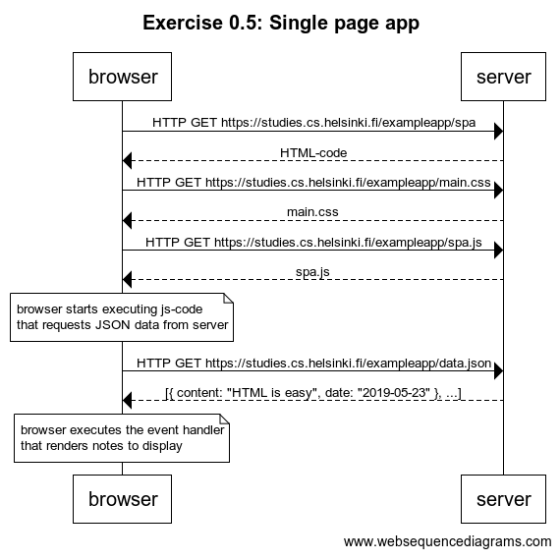 Exercise 0.5: Single page app
browser
server
HTTP GET https://studies.cs.helsinki.fi/exampleapp/spa
HTML-code
HTTP GET https://studies.cs.helsinki.fi/exampleapp/main.css
main.css
HTTP GET https://studies.cs.helsinki.fi/exampleapp/spa.js
spa.js
browser starts executing js-code
that requests JSON data from server
HTTP GET https://studies.cs.helsinki.fi/exampleapp/data.json
[{ content: "HTML is easy", date: "2019-05-23" }, ...]
browser executes the event handler
that renders notes to display
browser
server
www.websequencediagrams.com